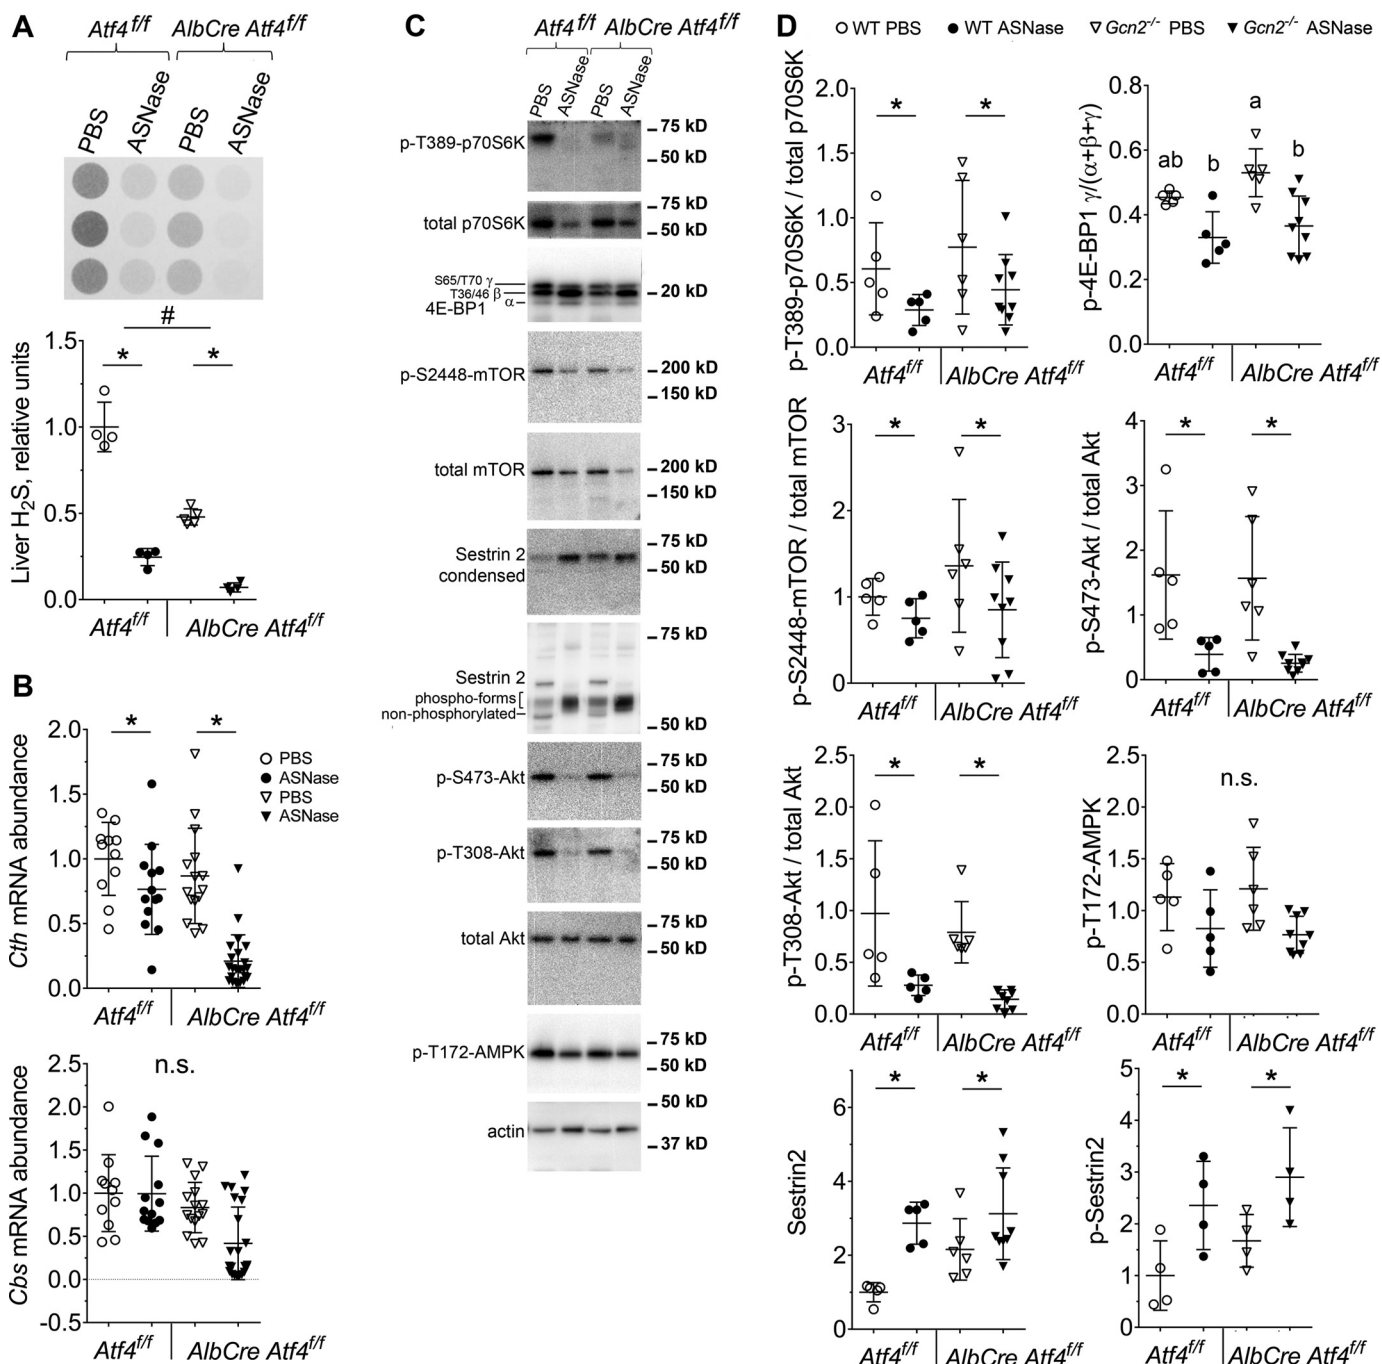 A
Atf4f/f AlbCre Atf4f/f
PBS
ASNase
PBS
ASNase
#
* *
Liver H2S, relative units
1.5
1.0
0.5
0.0
Atf4f/f AlbCre Atf4f/f
B
* *
Cth mRNA abundance
2.0
1.5
1.0
0.5
0.0
PBS
ASNase
PBS
ASNase
Atf4f/f AlbCre Atf4f/f
n.s.
Cbs mRNA abundance
2.5
2.0
1.5
1.0
0.5
0.0
-0.5
Atf4f/f AlbCre Atf4f/f
C
Atf4f/f AlbCre Atf4f/f
PBS
ASNase
PBS
ASNase
p-T389-p70S6K
75 kD
50 kD
total p70S6K
75 kD
50 kD
S65/T70 γ
T36/46 β
α
4E-BP1
20 kD
p-S2448-mTOR
200 kD
150 kD
total mTOR
200 kD
150 kD
Sestrin 2
condensed
75 kD
50 kD
Sestrin 2
phospho-forms
non-phosphorylated
75 kD
50 kD
p-S473-Akt
75 kD
50 kD
p-T308-Akt
75 kD
50 kD
total Akt
75 kD
50 kD
p-T172-AMPK
75 kD
50 kD
actin
50 kD
37 kD
D
WT PBS WT ASNase Gcn2-/- PBS Gcn2-/- ASNase
p-T389-p70S6K / total p70S6K
2.0
1.5
1.0
0.5
0.0
* *
Atf4f/f AlbCre Atf4f/f
p-4E-BP1 γ/(α+β+γ)
0.8
0.6
0.4
0.2
0.0
ab b a b
Atf4f/f AlbCre Atf4f/f
p-S2448-mTOR / total mTOR
3
2
1
0
* *
Atf4f/f AlbCre Atf4f/f
p-S473-Akt / total Akt
4
3
2
1
0
* *
Atf4f/f AlbCre Atf4f/f
p-T308-Akt / total Akt
2.5
2.0
1.5
1.0
0.5
0.0
* *
Atf4f/f AlbCre Atf4f/f
p-T172-AMPK
2.5
2.0
1.5
1.0
0.5
0.0
n.s.
Atf4f/f AlbCre Atf4f/f
Sestrin2
6
4
2
0
* *
Atf4f/f AlbCre Atf4f/f
p-Sestrin2
5
4
3
2
1
0
* *
Atf4f/f AlbCre Atf4f/f